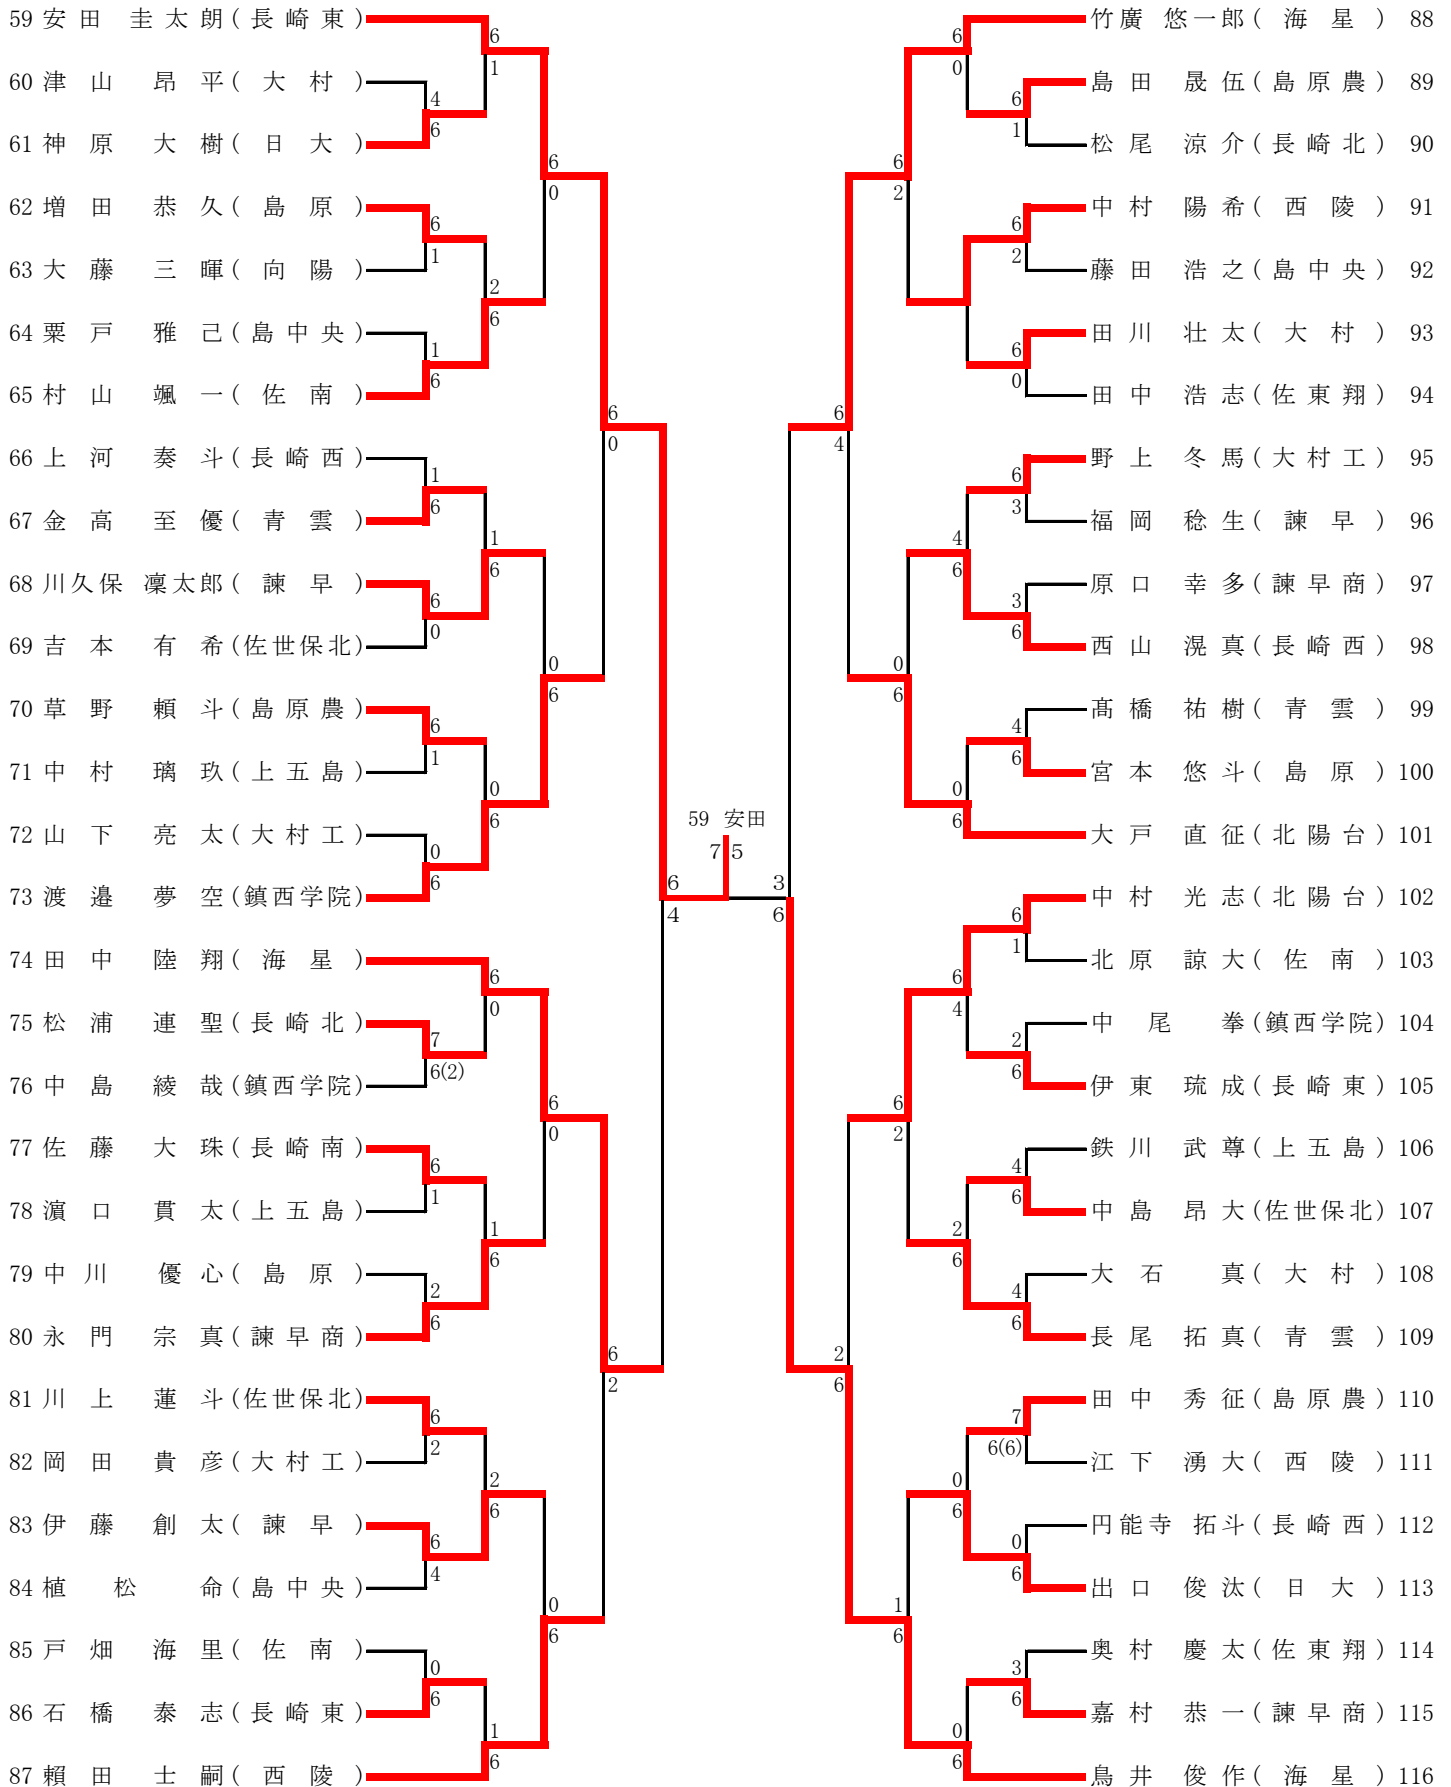 59 安田 圭太朗(長崎東)
6
1
60 津山 昂平(大村)
4
6
61 神原 大樹(日大)
6
0
62 増田 恭久(島原)
6
1
63 大藤 三暉(向陽)
2
6
64 粟戸 雅己(島中央)
1
6
65 村山 颯一(佐南)
6
0
66 上河 奏斗(長崎西)
1
6
67 金高 至優(青雲)
1
6
68 川久保 凜太郎(諫早)
6
0
69 吉本 有希(佐世保北)
0
6
70 草野 頼斗(島原農)
6
1
71 中村 璃玖(上五島)
0
6
72 山下 亮太(大村工)
0
6
73 渡邉 夢空(鎮西学院)
6
4
74 田中 陸翔(海星)
6
0
75 松浦 連聖(長崎北)
7
6(2)
76 中島 綾哉(鎮西学院)
6
0
77 佐藤 大珠(長崎南)
6
1
78 濵口 貫太(上五島)
1
6
79 中川 優心(島原)
2
6
80 永門 宗真(諫早商)
6
2
81 川上 蓮斗(佐世保北)
6
2
82 岡田 貴彦(大村工)
2
6
83 伊藤 創太(諫早)
6
4
84 植松 命(島中央)
0
6
85 戸畑 海里(佐南)
0
6
86 石橋 泰志(長崎東)
1
6
87 頼田 士嗣(西陵)
59 安田
7 5
竹廣 悠一郎(海星) 88
6
0
島田 晟伍(島原農) 89
6
1
松尾 涼介(長崎北) 90
6
2
中村 陽希(西陵) 91
6
2
藤田 浩之(島中央) 92
田川 壮太(大村) 93
6
0
田中 浩志(佐東翔) 94
6
4
野上 冬馬(大村工) 95
6
3
福岡 稔生(諫早) 96
4
6
原口 幸多(諫早商) 97
3
6
西山 滉真(長崎西) 98
0
6
髙橋 祐樹(青雲) 99
4
6
宮本 悠斗(島原) 100
0
6
大戸 直征(北陽台) 101
3
6
中村 光志(北陽台) 102
6
1
北原 諒大(佐南) 103
6
4
中尾 拳(鎮西学院) 104
2
6
伊東 琉成(長崎東) 105
6
2
鉄川 武尊(上五島) 106
4
6
中島 昂大(佐世保北) 107
2
6
大石 真(大村) 108
4
6
長尾 拓真(青雲) 109
2
6
田中 秀征(島原農) 110
7
6(6)
江下 湧大(西陵) 111
0
6
円能寺 拓斗(長崎西) 112
0
6
出口 俊汰(日大) 113
1
6
奥村 慶太(佐東翔) 114
3
6
嘉村 恭一(諫早商) 115
0
6
鳥井 俊作(海星) 116